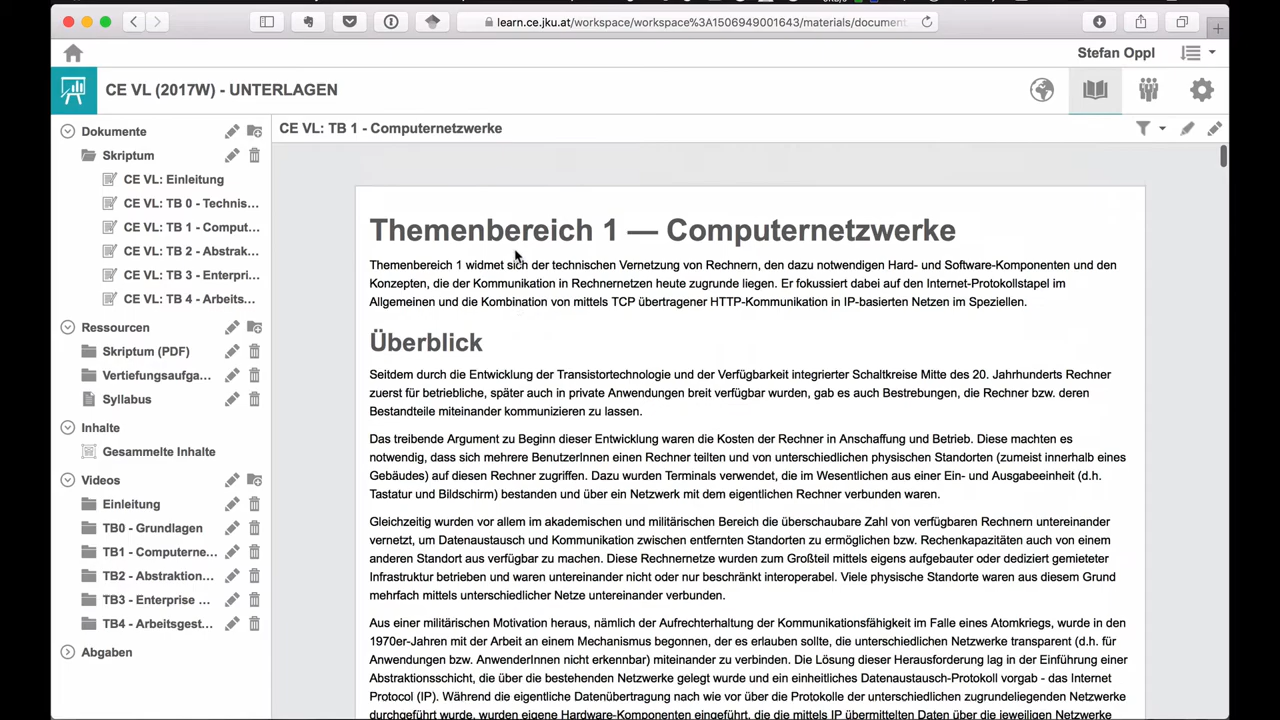 learn.ce.jku.at/workspace/workspace%3A1506949001643/materials/document
Stefan Oppl
CE VL (2017W) - UNTERLAGEN
Dokumente
Skriptum
CE VL: Einleitung
CE VL: TB 0 - Technis...
CE VL: TB 1 - Comput...
CE VL: TB 2 - Abstrak...
CE VL: TB 3 - Enterpri...
CE VL: TB 4 - Arbeits...
Ressourcen
Skriptum (PDF)
Vertiefungsaufga...
Syllabus
Inhalte
Gesammelte Inhalte
Videos
Einleitung
TB0 - Grundlagen
TB1 - Computerne...
TB2 - Abstraktion...
TB3 - Enterprise ...
TB4 - Arbeitsgest...
Abgaben
CE VL: TB 1 - Computernetzwerke
Themenbereich 1 — Computernetzwerke
Themenbereich 1 widmet sich der technischen Vernetzung von Rechnern, den dazu notwendigen Hard- und Software-Komponenten und den
Konzepten, die der Kommunikation in Rechnernetzen heute zugrunde liegen. Er fokussiert dabei auf den Internet-Protokollstapel im
Allgemeinen und die Kombination von mittels TCP übertragener HTTP-Kommunikation in IP-basierten Netzen im Speziellen.
Überblick
Seitdem durch die Entwicklung der Transistortechnologie und der Verfügbarkeit integrierter Schaltkreise Mitte des 20. Jahrhunderts Rechner
zuerst für betriebliche, später auch in private Anwendungen breit verfügbar wurden, gab es auch Bestrebungen, die Rechner bzw. deren
Bestandteile miteinander kommunizieren zu lassen.
Das treibende Argument zu Beginn dieser Entwicklung waren die Kosten der Rechner in Anschaffung und Betrieb. Diese machten es
notwendig, dass sich mehrere BenutzerInnen einen Rechner teilten und von unterschiedlichen physischen Standorten (zumeist innerhalb eines
Gebäudes) auf diesen Rechner zugriffen. Dazu wurden Terminals verwendet, die im Wesentlichen aus einer Ein- und Ausgabeeinheit (d.h.
Tastatur und Bildschirm) bestanden und über ein Netzwerk mit dem eigentlichen Rechner verbunden waren.
Gleichzeitig wurden vor allem im akademischen und militärischen Bereich die überschaubare Zahl von verfügbaren Rechnern untereinander
vernetzt, um Datenaustausch und Kommunikation zwischen entfernten Standorten zu ermöglichen bzw. Rechenkapazitäten auch von einem
anderen Standort aus verfügbar zu machen. Diese Rechnernetze wurden zum Großteil mittels eigens aufgebauter oder dediziert gemieteter
Infrastruktur betrieben und waren untereinander nicht oder nur beschränkt interoperabel. Viele physische Standorte waren aus diesem Grund
mehrfach mittels unterschiedlicher Netze untereinander verbunden.
Aus einer militärischen Motivation heraus, nämlich der Aufrechterhaltung der Kommunikationsfähigkeit im Falle eines Atomkriegs, wurde in den
1970er-Jahren mit der Arbeit an einem Mechanismus begonnen, der es erlauben sollte, die unterschiedlichen Netzwerke transparent (d.h. für
Anwendungen bzw. AnwenderInnen nicht erkennbar) miteinander zu verbinden. Die Lösung dieser Herausforderung lag in der Einführung einer
Abstraktionsschicht, die über die bestehenden Netzwerke gelegt wurde und ein einheitliches Datenaustausch-Protokoll vorgab - das Internet
Protocol (IP). Während die eigentliche Datenübertragung nach wie vor über die Protokolle der unterschiedlichen zugrundeliegenden Netzwerke
durchgeführt wurde, wurden eigene Hardware-Komponenten eingeführt, die die mittels IP übermittelten Daten über die jeweiligen Netzwerke